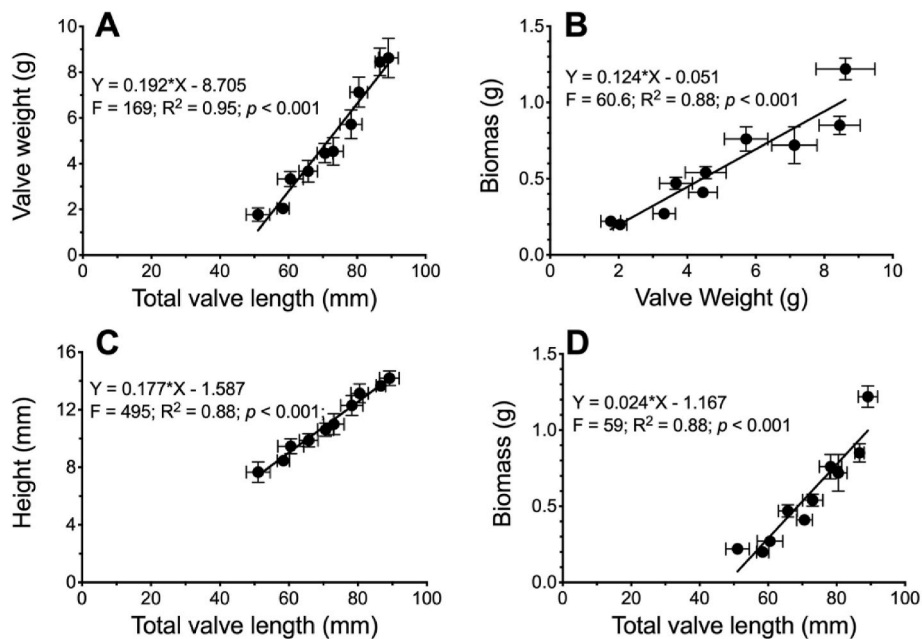 A
10
8
6
4
2
0
Valve weight (g)
Y = 0.192*X - 8.705
F = 169; R² = 0.95; p < 0.001
0 20 40 60 80 100
Total valve length (mm)
B
1.5
1.0
0.5
0.0
Biomas (g)
Y = 0.124*X - 0.051
F = 60.6; R² = 0.88; p < 0.001
0 2 4 6 8 10
Valve Weight (g)
C
16
12
8
4
0
Height (mm)
Y = 0.177*X - 1.587
F = 495; R² = 0.88; p < 0.001;
0 20 40 60 80 100
Total valve length (mm)
D
1.5
1.0
0.5
0.0
Biomass (g)
Y = 0.024*X - 1.167
F = 59; R² = 0.88; p < 0.001
0 20 40 60 80 100
Total valve length (mm)